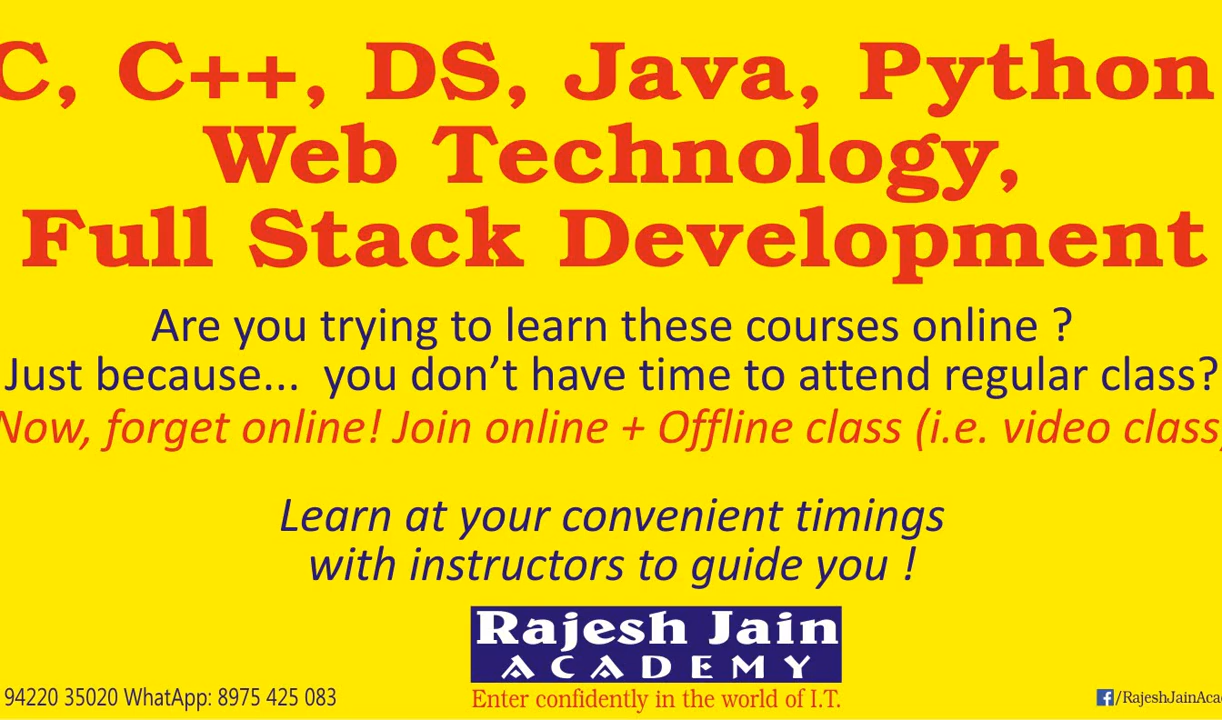 C, C++, DS, Java, Python
Web Technology,
Full Stack Development
Are you trying to learn these courses online ?
Just because... you don't have time to attend regular class?
Now, forget online! Join online + Offline class (i.e. video class)
Learn at your convenient timings
with instructors to guide you !
Rajesh Jain
ACADEMY
Enter confidently in the world of I.T.
94220 35020 WhatApp: 8975 425 083
/RajeshJainAca